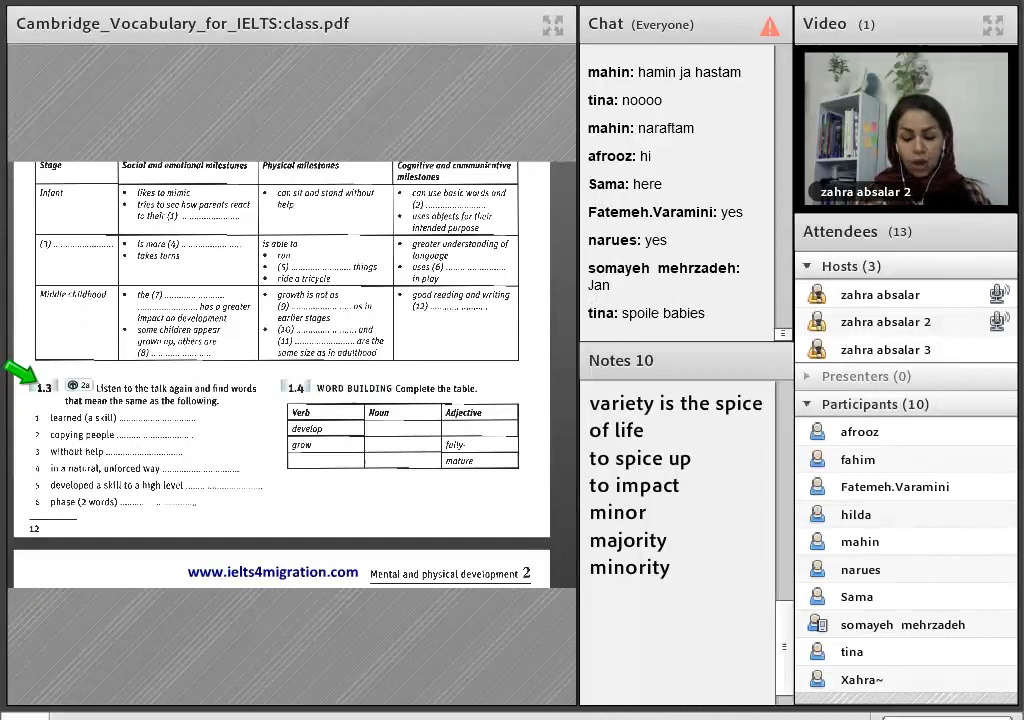 Cambridge_Vocabulary_for_IELTS:class.pdf
Stage
Social and emotional milestones
Physical milestones
Cognitive and communicative
milestones
Infant
• likes to mimic
• tries to see how parents react
to their (1) ........................
• can sit and stand without
help
• can use basic words and
(2) ........................
• uses objects for their
intended purpose
(3) ........................
• is more (4) ........................
• takes turns
is able to
• run
• (5) ........................ things
• ride a tricycle
• greater understanding of
language
• uses (6) ........................
in play
Middle childhood
• the (7) ........................
........................ has a greater
impact on development
• some children appear
grown up, others are
(8) ........................
• growth is not as
(9) ........................ as in
earlier stages
• (10) ........................ and
(11) ........................ are the
same size as in adulthood
• good reading and writing
(12) ........................
1.3 2a Listen to the talk again and find words
that mean the same as the following.
1 learned (a skill) ........................
2 copying people ........................
3 without help ........................
4 in a natural, unforced way ........................
5 developed a skill to a high level ........................
6 phase (2 words) ........................
1.4 WORD BUILDING Complete the table.
Verb Noun Adjective
develop
grow fully-
mature
12
www.ielts4migration.com Mental and physical development 2
Chat (Everyone)
mahin: hamin ja hastam
tina: noooo
mahin: naraftam
afrooz: hi
Sama: here
Fatemeh.Varamini: yes
narues: yes
somayeh mehrzadeh:
Jan
tina: spoile babies
Notes 10
variety is the spice
of life
to spice up
to impact
minor
majority
minority
Video (1)
zahra absalar 2
Attendees (13)
Hosts (3)
zahra absalar
zahra absalar 2
zahra absalar 3
Presenters (0)
Participants (10)
afrooz
fahim
Fatemeh.Varamini
hilda
mahin
narues
Sama
somayeh mehrzadeh
tina
Xahra~